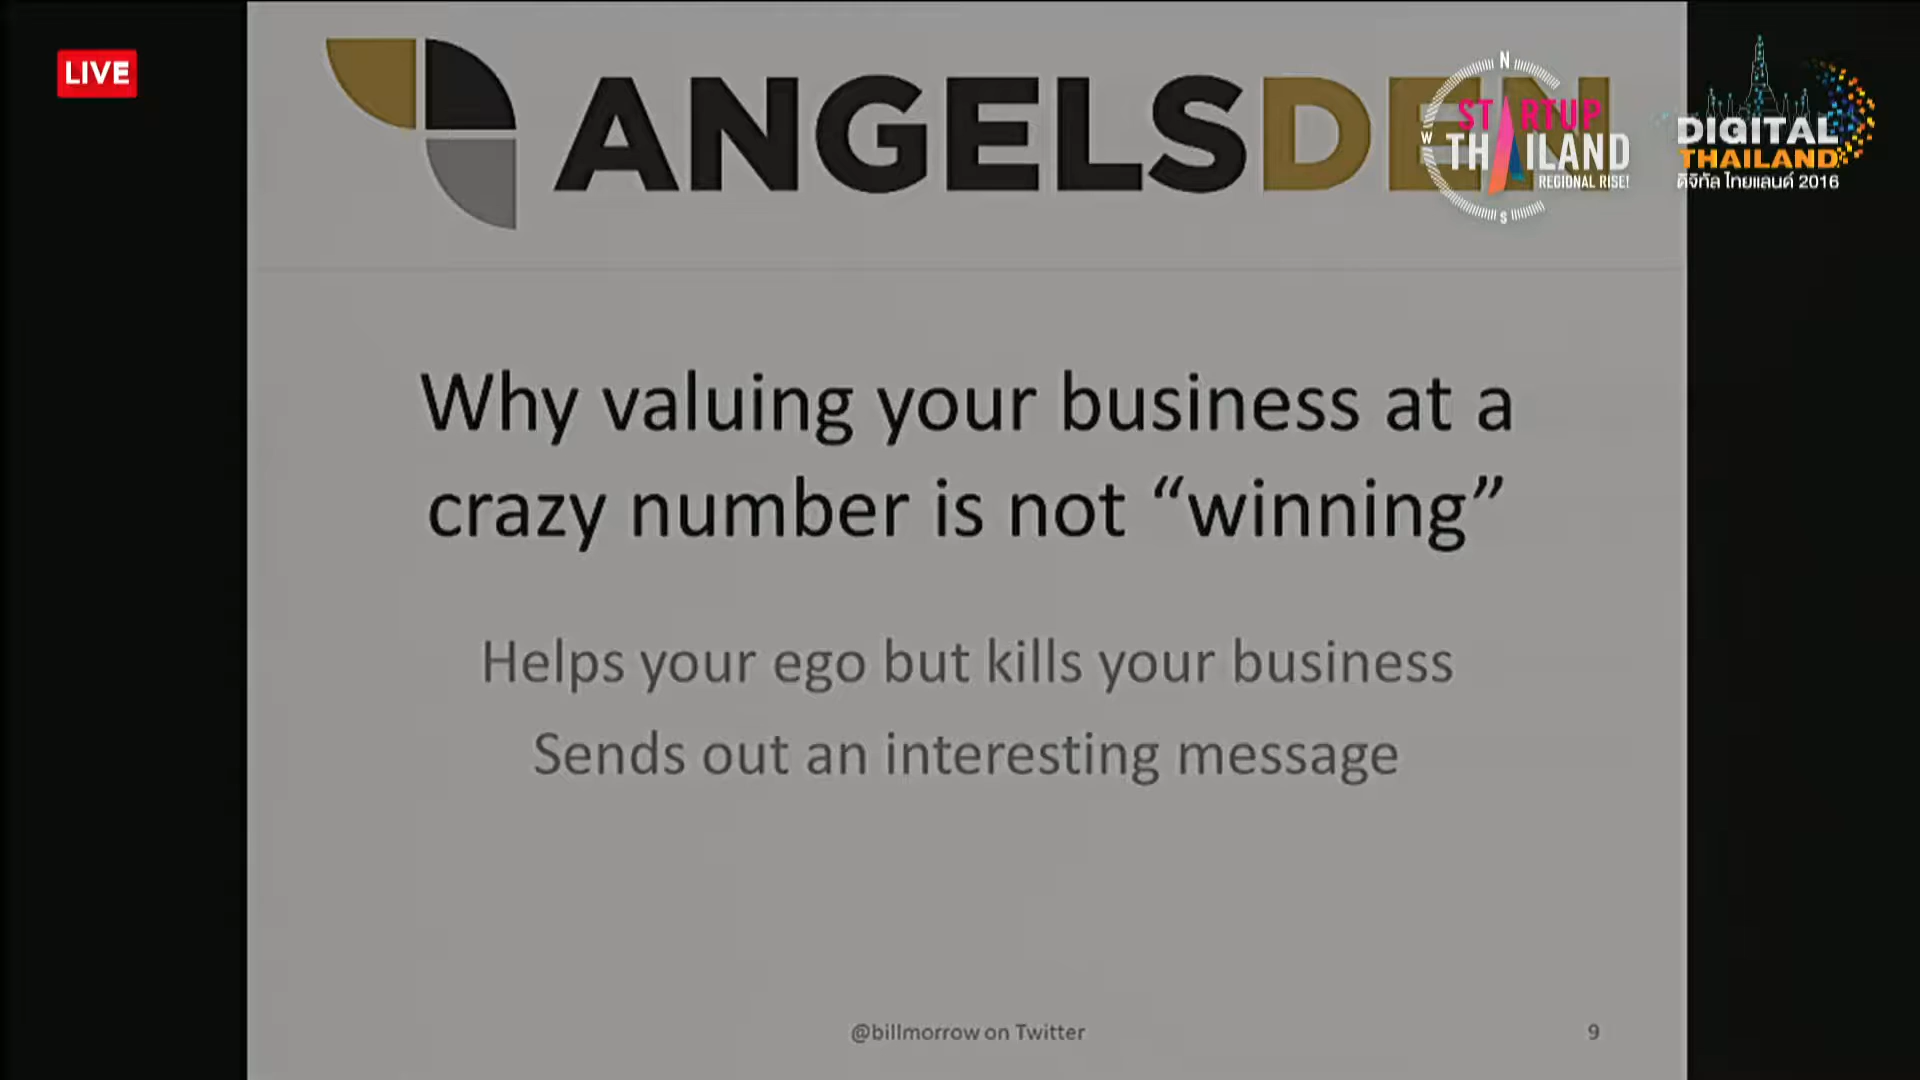 LIVE
ANGELSDEN
N
STARTUP
W
THAILAND
REGIONAL RISE!
S
DIGITAL
THAILAND
ดิจิทัล ไทยแลนด์ 2016
Why valuing your business at a
crazy number is not “winning”
Helps your ego but kills your business
Sends out an interesting message
@billmorrow on Twitter
9